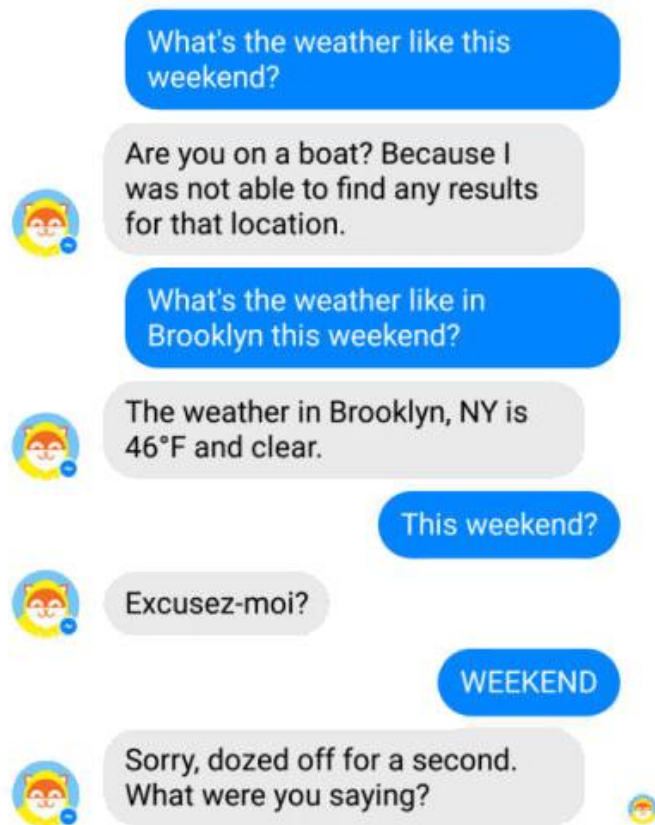 What's the weather like this
weekend?
Are you on a boat? Because I
was not able to find any results
for that location.
What's the weather like in
Brooklyn this weekend?
The weather in Brooklyn, NY is
46°F and clear.
This weekend?
Excusez-moi?
WEEKEND
Sorry, dozed off for a second.
What were you saying?